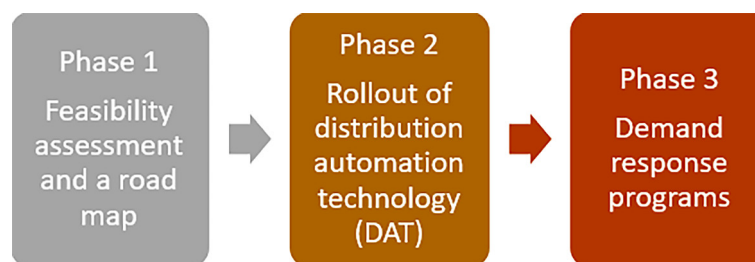 Phase 1
Feasibility
assessment
and a road
map
Phase 2
Rollout of
distribution
automation
technology
(DAT)
Phase 3
Demand
response
programs